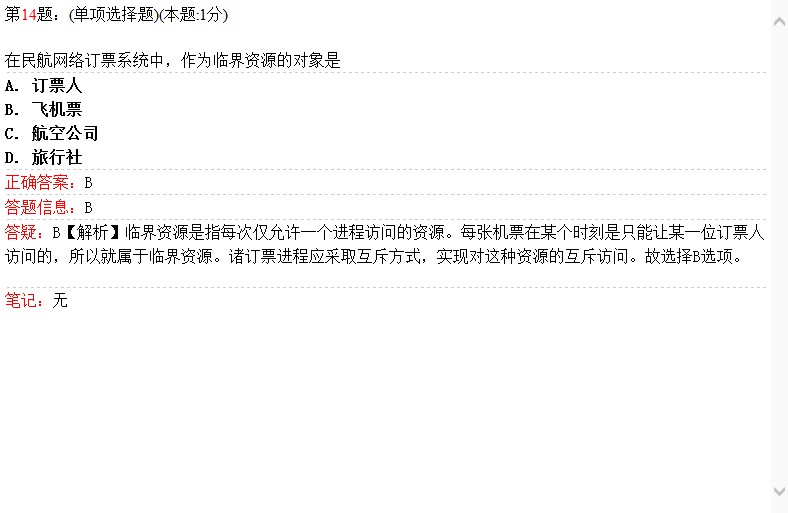 第14题：(单项选择题)(本题:1分)
在民航网络订票系统中，作为临界资源的对象是
A. 订票人
B. 飞机票
C. 航空公司
D. 旅行社
正确答案：B
答题信息：B
答疑：B【解析】临界资源是指每次仅允许一个进程访问的资源。每张机票在某个时刻是只能让某一位订票人
访问的，所以就属于临界资源。诸订票进程应采取互斥方式，实现对这种资源的互斥访问。故选择B选项。
笔记：无